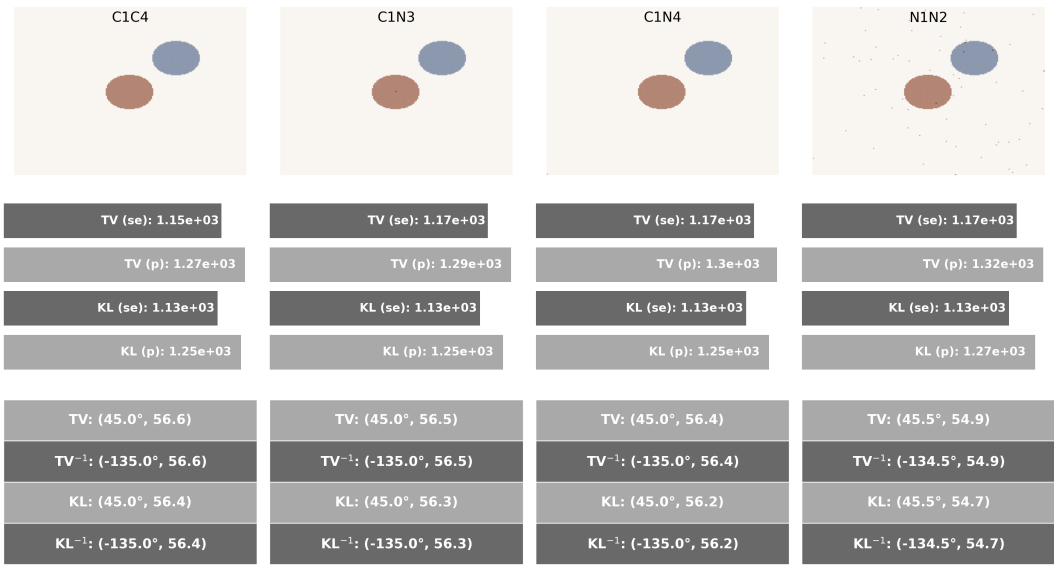 C1C4
C1N3
C1N4
N1N2
TV (se): 1.15e+03
TV (se): 1.17e+03
TV (se): 1.17e+03
TV (se): 1.17e+03
TV (p): 1.27e+03
TV (p): 1.29e+03
TV (p): 1.3e+03
TV (p): 1.32e+03
KL (se): 1.13e+03
KL (se): 1.13e+03
KL (se): 1.13e+03
KL (se): 1.13e+03
KL (p): 1.25e+03
KL (p): 1.25e+03
KL (p): 1.25e+03
KL (p): 1.27e+03
TV: (45.0°, 56.6)
TV: (45.0°, 56.5)
TV: (45.0°, 56.4)
TV: (45.5°, 54.9)
TV⁻¹: (-135.0°, 56.6)
TV⁻¹: (-135.0°, 56.5)
TV⁻¹: (-135.0°, 56.4)
TV⁻¹: (-134.5°, 54.9)
KL: (45.0°, 56.4)
KL: (45.0°, 56.3)
KL: (45.0°, 56.2)
KL: (45.5°, 54.7)
KL⁻¹: (-135.0°, 56.4)
KL⁻¹: (-135.0°, 56.3)
KL⁻¹: (-135.0°, 56.2)
KL⁻¹: (-134.5°, 54.7)